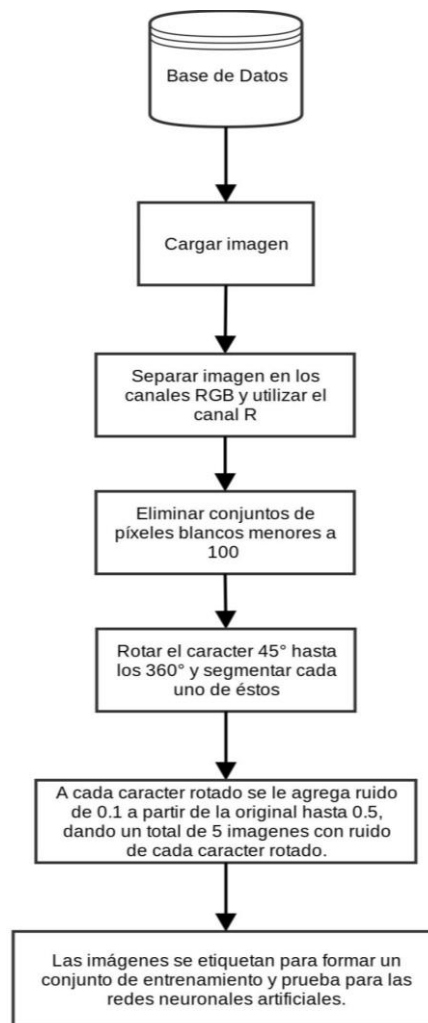 Base de Datos
Cargar imagen
Separar imagen en los
canales RGB y utilizar el
canal R
Eliminar conjuntos de
píxeles blancos menores a
100
Rotar el caracter 45° hasta
los 360° y segmentar cada
uno de éstos
A cada caracter rotado se le agrega ruido
de 0.1 a partir de la original hasta 0.5,
dando un total de 5 imagenes con ruido
de cada caracter rotado.
Las imágenes se etiquetan para formar un
conjunto de entrenamiento y prueba para las
redes neuronales artificiales.